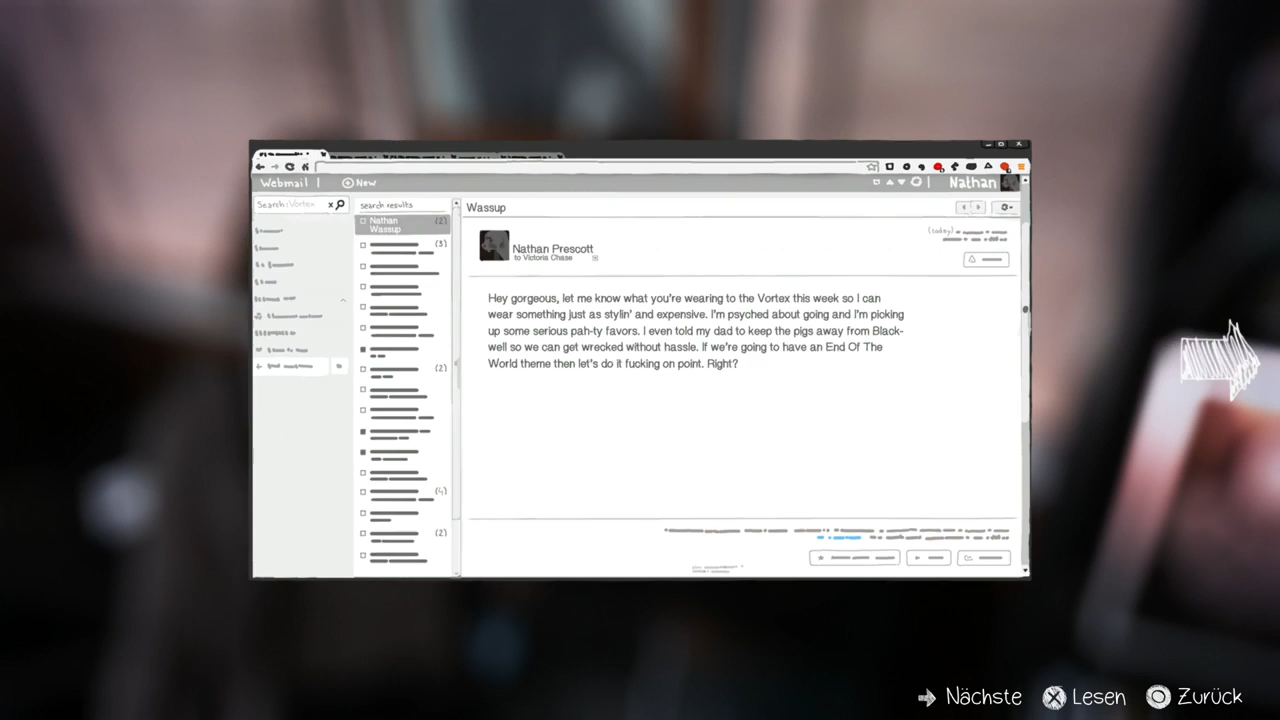 Webmail | New Nathan
Search: Vortex x
search results
Nathan (2)
Wassup
(3)
(2)
(4)
(2)
Wassup
(today)
Nathan Prescott
to Victoria Chase
Hey gorgeous, let me know what you're wearing to the Vortex this week so I can
wear something just as stylin' and expensive. I'm psyched about going and I'm picking
up some serious pah-ty favors. I even told my dad to keep the pigs away from Black-
well so we can get wrecked without hassle. If we're going to have an End Of The
World theme then let's do it fucking on point. Right?
Nächste Lesen Zurück